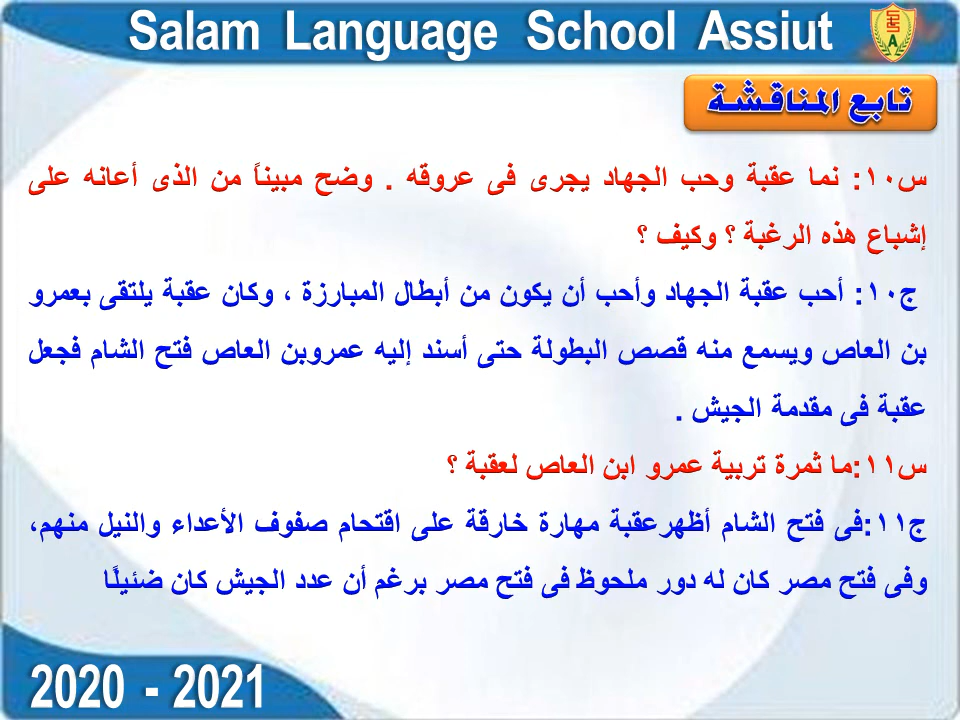 Salam Language School Assiut
تابع المناقشة
س١٠: نما عقبة وحب الجهاد يجرى فى عروقه . وضح مبيناً من الذى أعانه على
إشباع هذه الرغبة ؟ وكيف ؟
ج١٠: أحب عقبة الجهاد وأحب أن يكون من أبطال المبارزة ، وكان عقبة يلتقى بعمرو
بن العاص ويسمع منه قصص البطولة حتى أسند إليه عمروبن العاص فتح الشام فجعل
عقبة فى مقدمة الجيش .
س١١:ما ثمرة تربية عمرو ابن العاص لعقبة ؟
ج١١:فى فتح الشام أظهرعقبة مهارة خارقة على اقتحام صفوف الأعداء والنيل منهم،
وفى فتح مصر كان له دور ملحوظ فى فتح مصر برغم أن عدد الجيش كان ضئيلًا
2020 - 2021